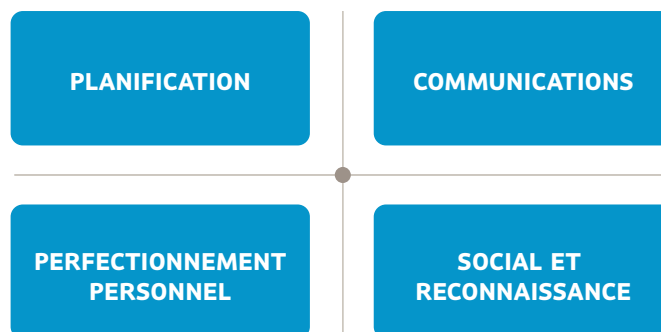 PLANIFICATION
COMMUNICATIONS
PERFECTIONNEMENT
PERSONNEL
SOCIAL ET
RECONNAISSANCE